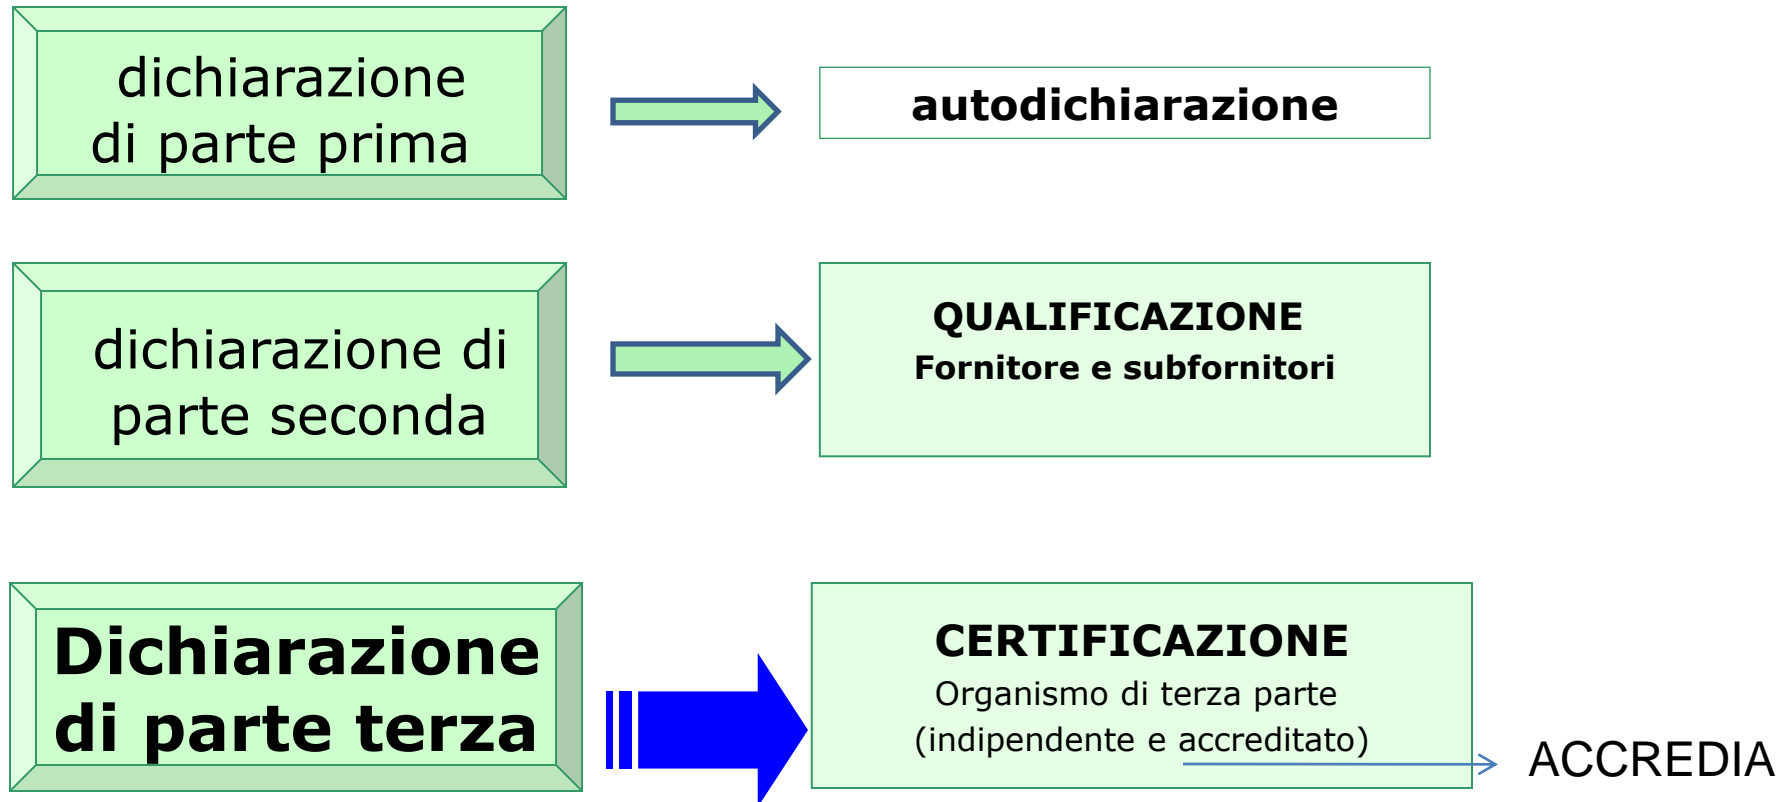 dichiarazione
di parte prima
autodichiarazione
dichiarazione di
parte seconda
QUALIFICAZIONE
Fornitore e subfornitori
Dichiarazione
di parte terza
CERTIFICAZIONE
Organismo di terza parte
(indipendente e accreditato)
ACCREDIA